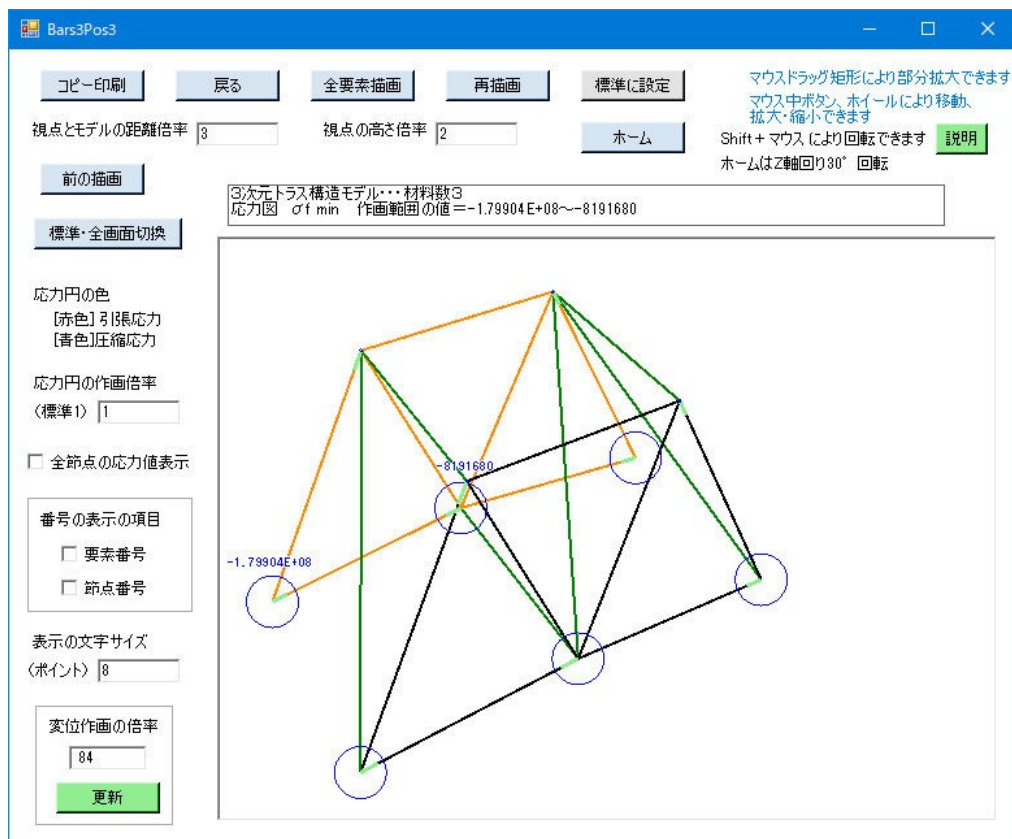 Bars3Pos3
コピー印刷
戻る
全要素描画
再描画
標準に設定
マウスドラッグ矩形により部分拡大できます
マウス中ボタン、ホイールにより移動、
拡大・縮小できます
視点とモデルの距離倍率 3
視点の高さ倍率 2
ホーム
Shift+マウスにより回転できます
説明
ホームはZ軸回り30°回転
前の描画
3次元トラス構造モデル・・・材料数3
応力図 σf min 作画範囲の値=-1.79904E+08～-8191680
標準・全画面切換
応力円の色
[赤色]引張応力
[青色]圧縮応力
応力円の作画倍率
(標準1) 1
全節点の応力値表示
-8191680
番号の表示の項目
要素番号
節点番号
-1.79904E+08
表示の文字サイズ
(ポイント) 8
変位作画の倍率
84
更新